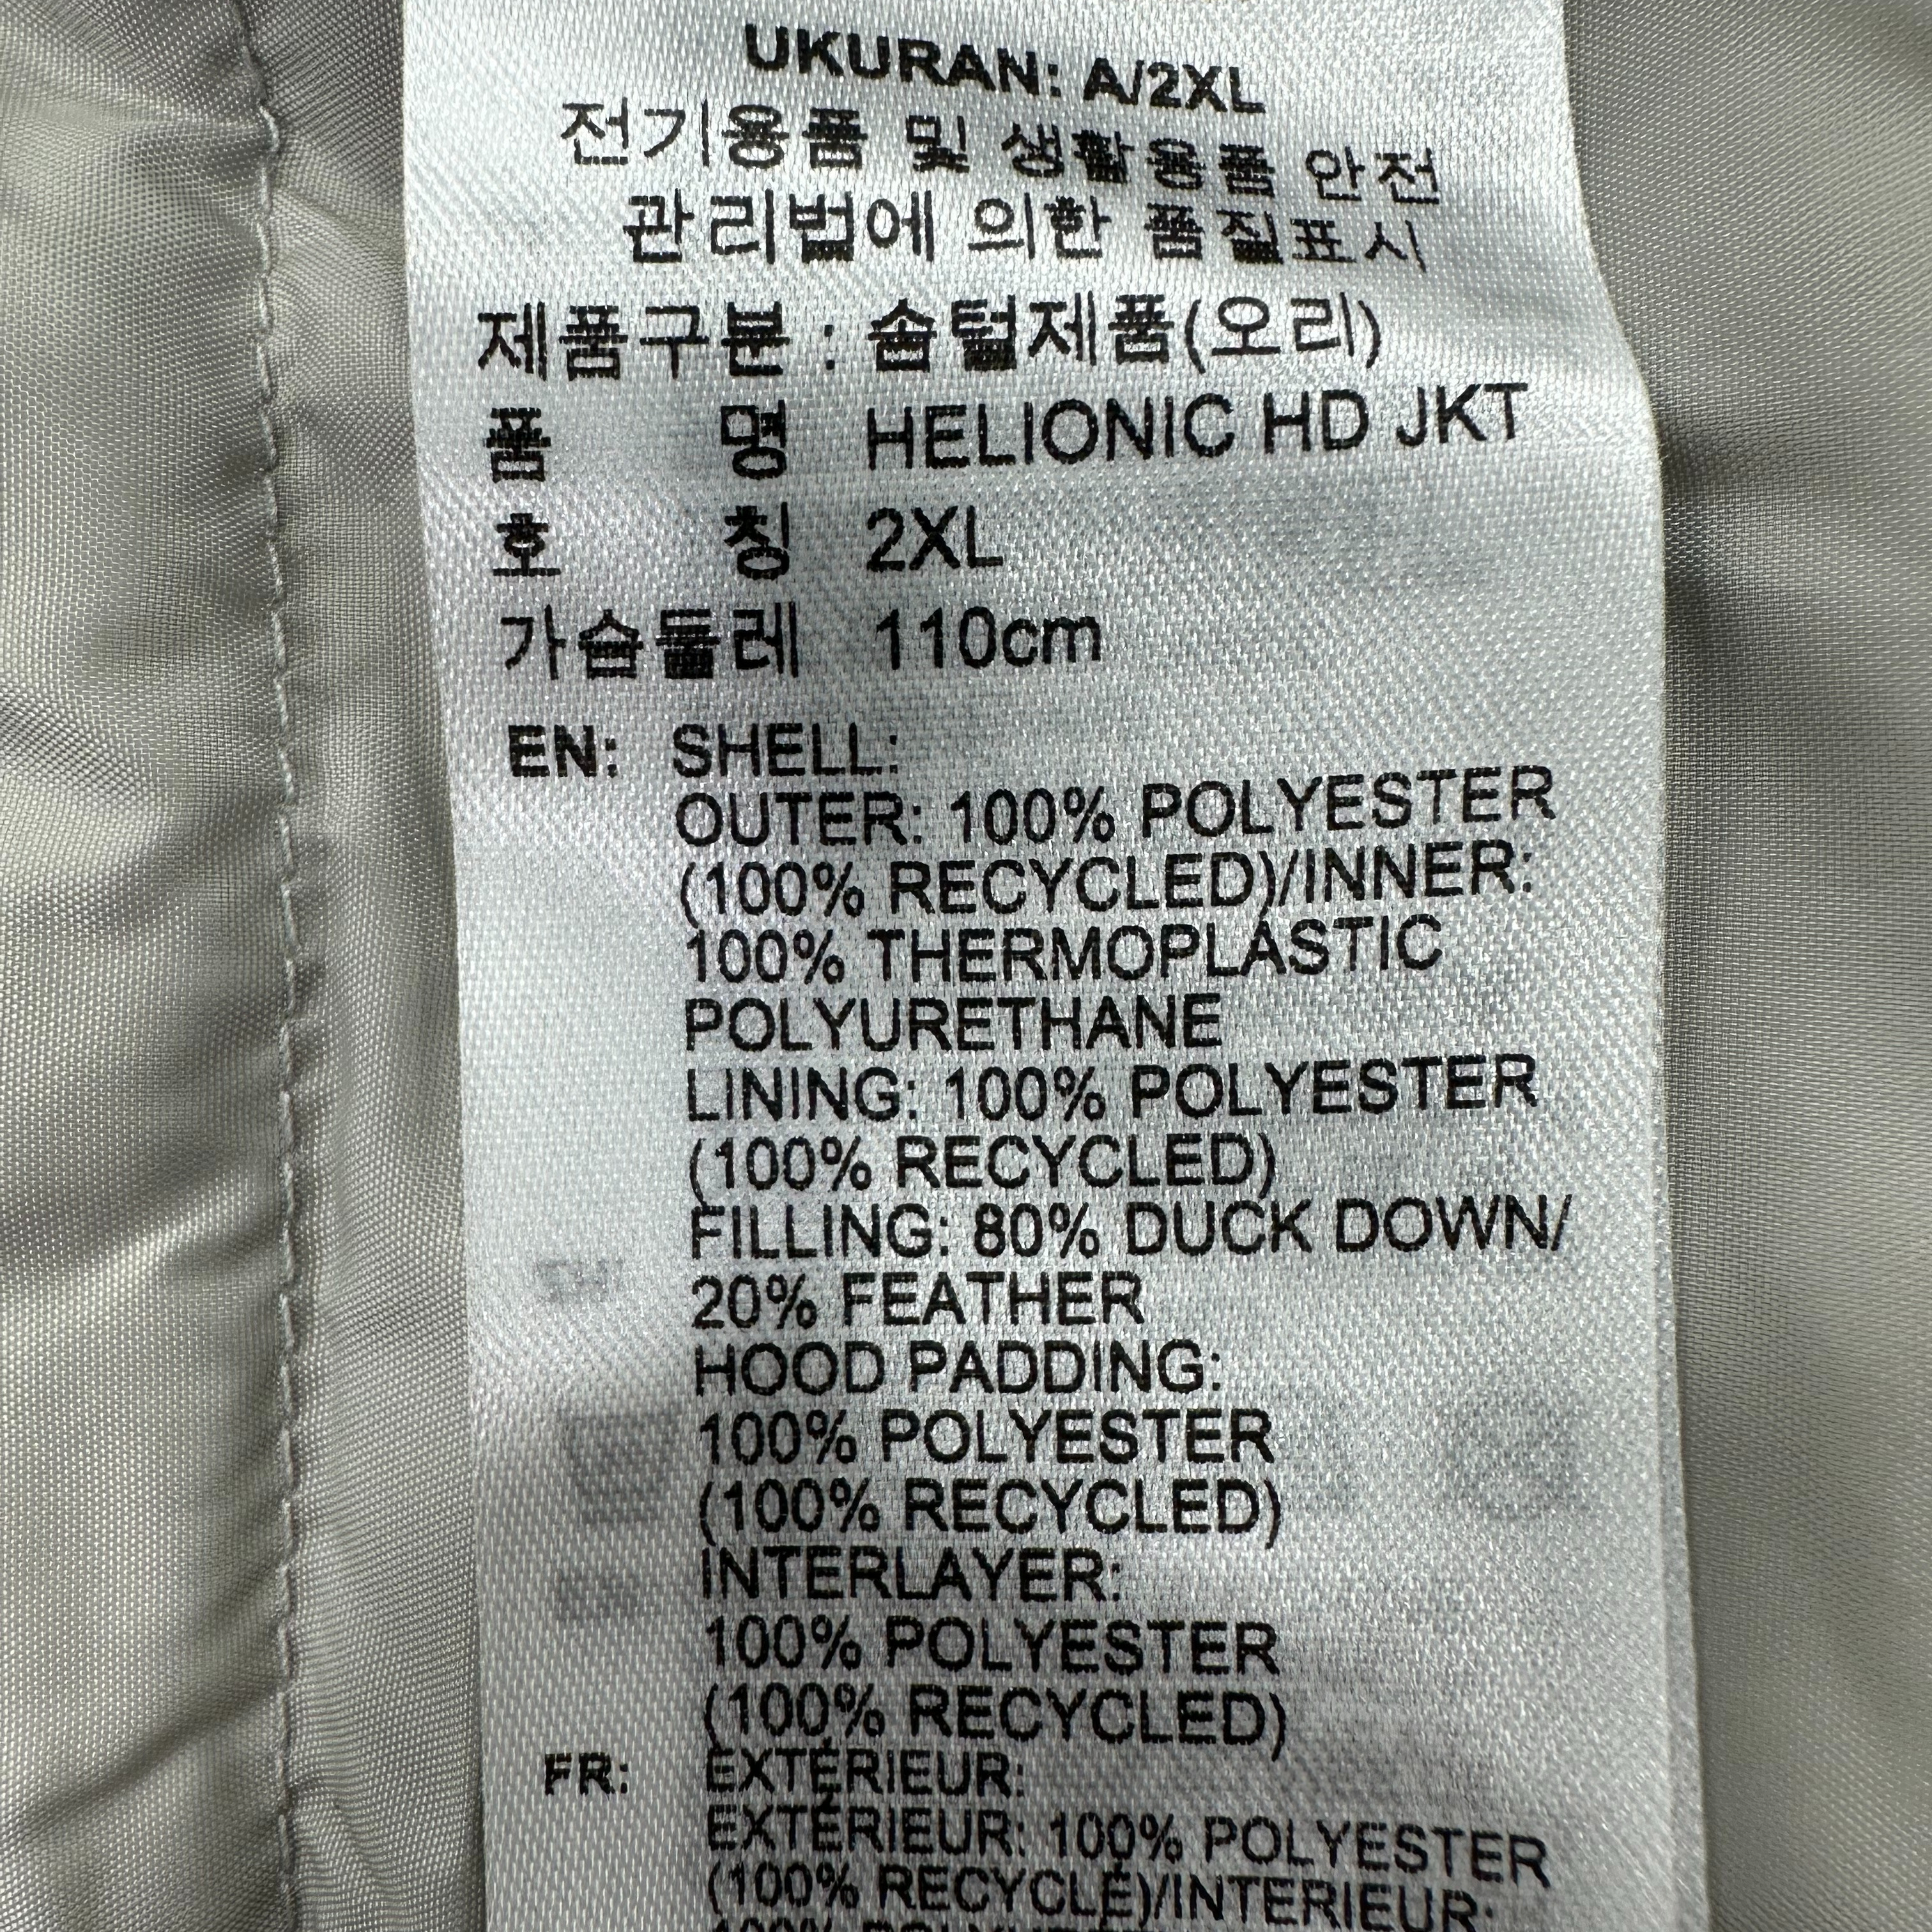 UKURAN: A/2XL
전기용품 및 생활용품 안전
관리법에 의한 품질표시
제품구분 : 솜털제품(오리)
품 명 HELIONIC HD JKT
호 칭 2XL
가슴둘레 110cm
EN: SHELL:
OUTER: 100% POLYESTER
(100% RECYCLED)/INNER:
100% THERMOPLASTIC
POLYURETHANE
LINING: 100% POLYESTER
(100% RECYCLED)
FILLING: 80% DUCK DOWN/
20% FEATHER
HOOD PADDING:
100% POLYESTER
(100% RECYCLED)
INTERLAYER:
100% POLYESTER
(100% RECYCLED)
FR: EXTÉRIEUR:
EXTÉRIEUR: 100% POLYESTER
(100% RECYCLÉ)/INTERIEUR: